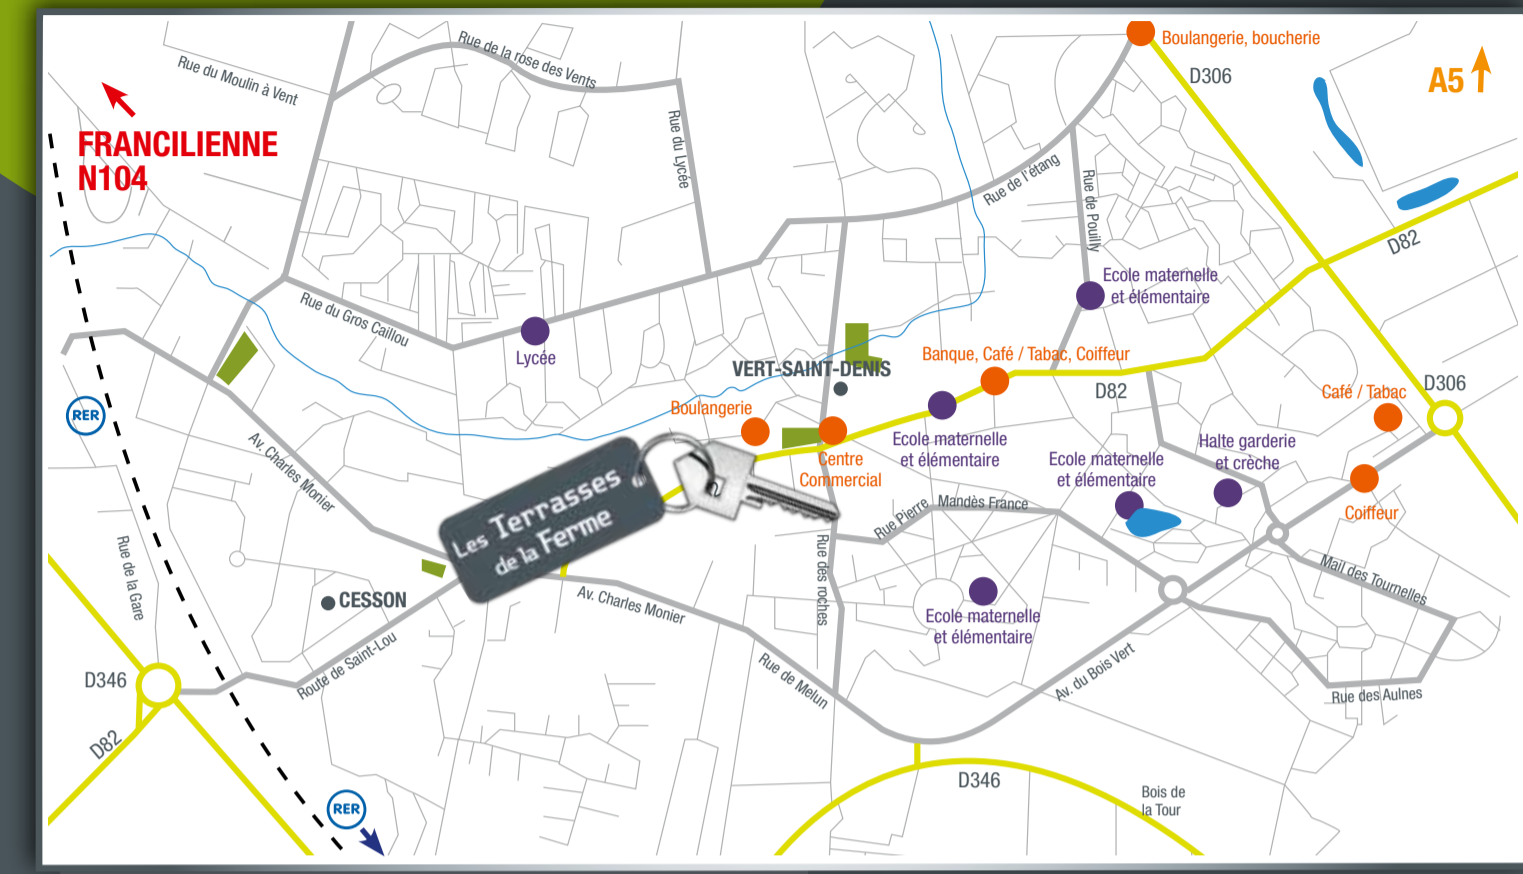 Boulangerie, boucherie
D306
A5
Rue de la rose des Vents
Rue du Moulin à Vent
FRANCILIENNE
N104
Rue du Lycée
Rue de l'étang
Rue de Pouilly
D82
Ecole maternelle
et élémentaire
Rue du Gros Caillou
Lycée
VERT-SAINT-DENIS
Banque, Café / Tabac, Coiffeur
D82
Café / Tabac
D306
RER
Boulangerie
Av. Charles Monier
Centre
Commercial
Ecole maternelle
et élémentaire
Ecole maternelle
et élémentaire
Halte garderie
et crèche
Coiffeur
Les Terrasses
de la Ferme
Rue Pierre Mandès France
Rue de la Gare
Rue des roches
Mail des Tournelles
CESSON
Av. Charles Monier
Ecole maternelle
et élémentaire
Route de Saint-Lou
Rue de Melun
Av. du Bois Vert
Rue des Aulnes
D346
D82
D346
Bois de
la Tour
RER